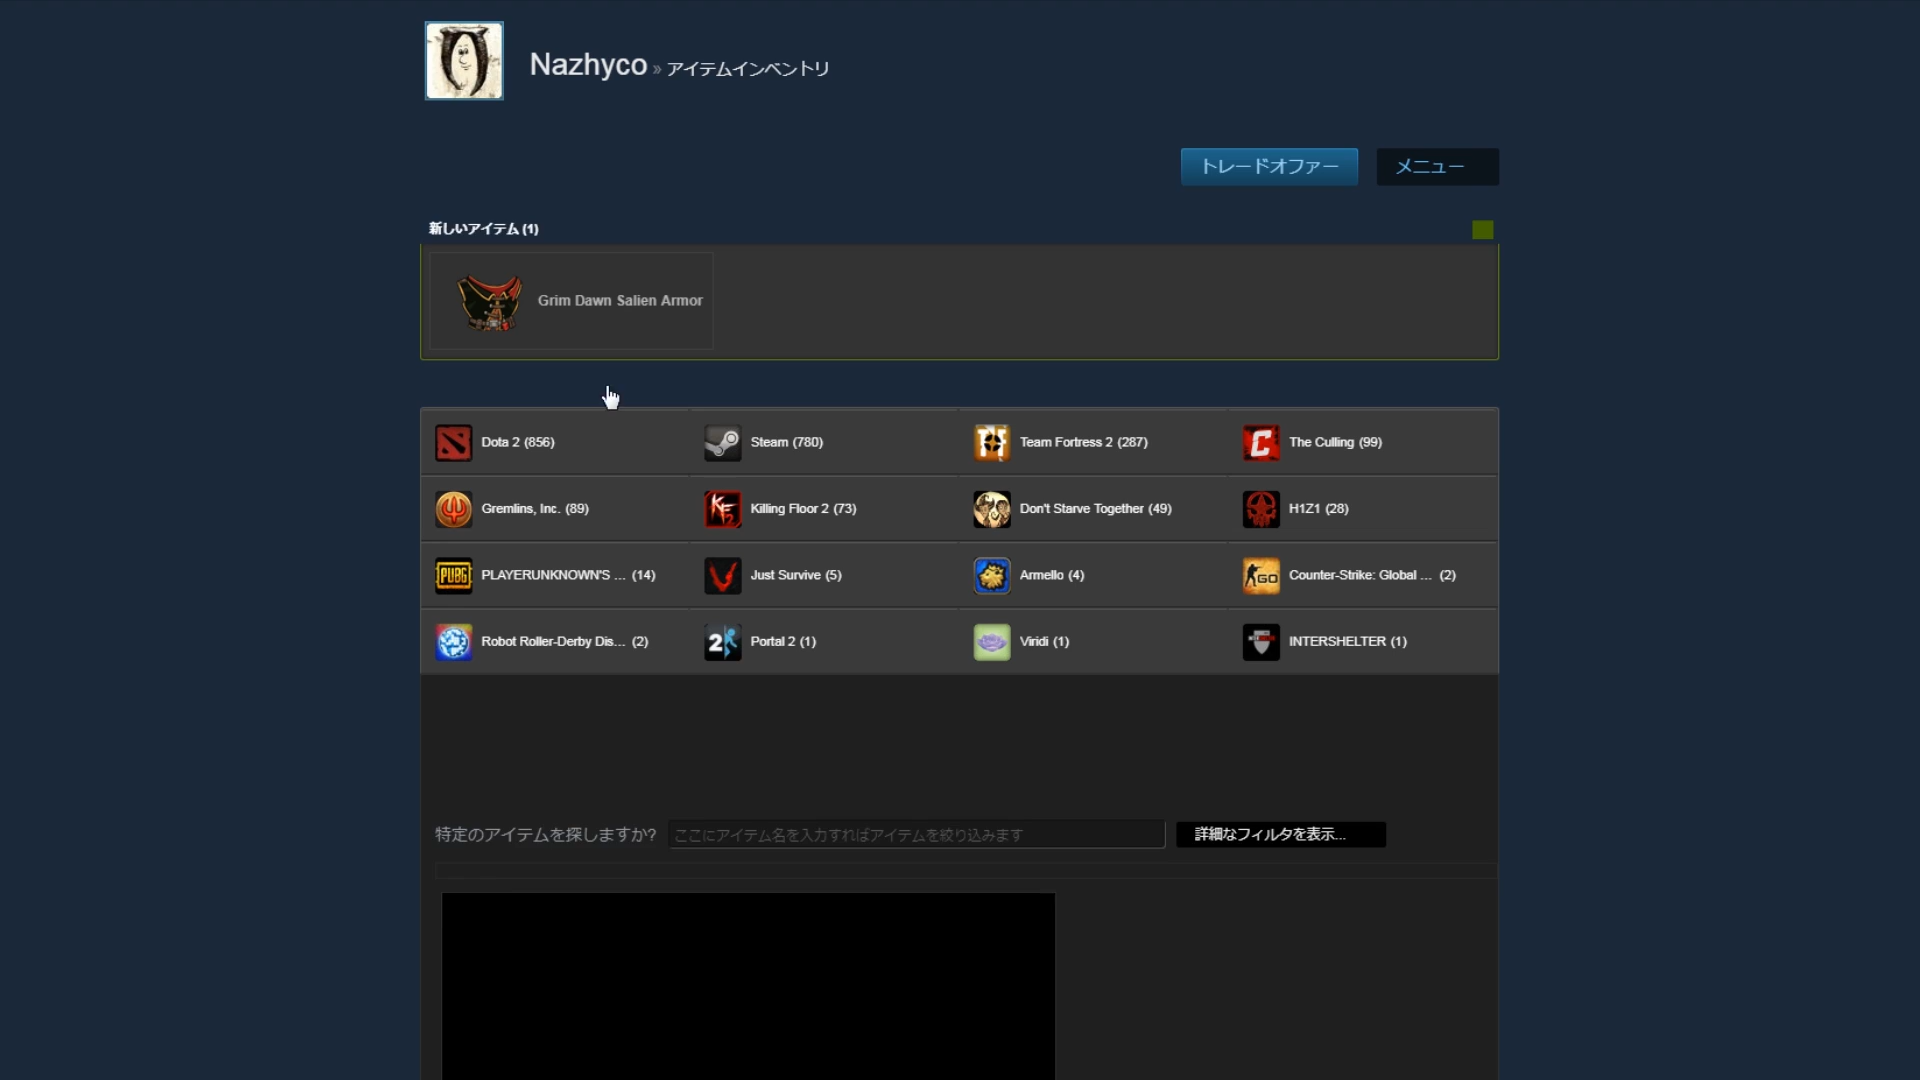 Nazhyco » アイテムインベントリ
トレードオファー
メニュー
新しいアイテム (1)
Grim Dawn Salien Armor
Dota 2 (856)
Steam (780)
Team Fortress 2 (287)
The Culling (99)
Gremlins, Inc. (89)
Killing Floor 2 (73)
Don't Starve Together (49)
H1Z1 (28)
PUBG
PLAYERUNKNOWN'S ... (14)
Just Survive (5)
Armello (4)
GO
Counter-Strike: Global ... (2)
Robot Roller-Derby Dis... (2)
2
Portal 2 (1)
Viridi (1)
INTERSHELTER (1)
特定のアイテムを探しますか?
ここにアイテム名を入力すればアイテムを絞り込みます
詳細なフィルタを表示...